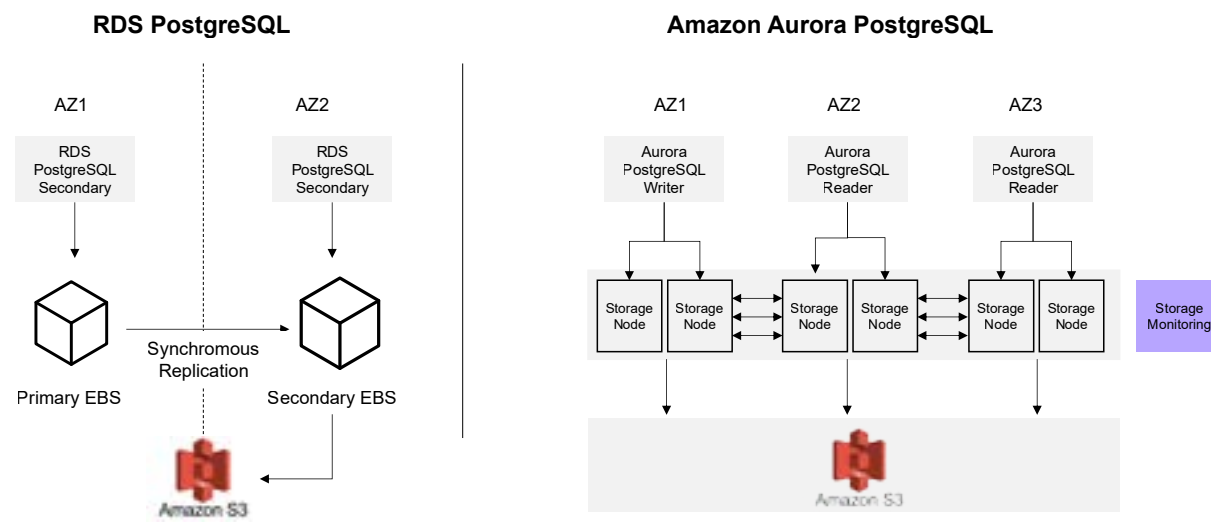 RDS PostgreSQL
AZ1
AZ2
RDS
PostgreSQL
Secondary
RDS
PostgreSQL
Secondary
Synchromous
Replication
Primary EBS
Secondary EBS
Amazon S3
Amazon Aurora PostgreSQL
AZ1
AZ2
AZ3
Aurora
PostgreSQL
Writer
Aurora
PostgreSQL
Reader
Aurora
PostgreSQL
Reader
Storage
Node
Storage
Node
Storage
Node
Storage
Node
Storage
Node
Storage
Node
Storage
Monitoring
Amazon S3